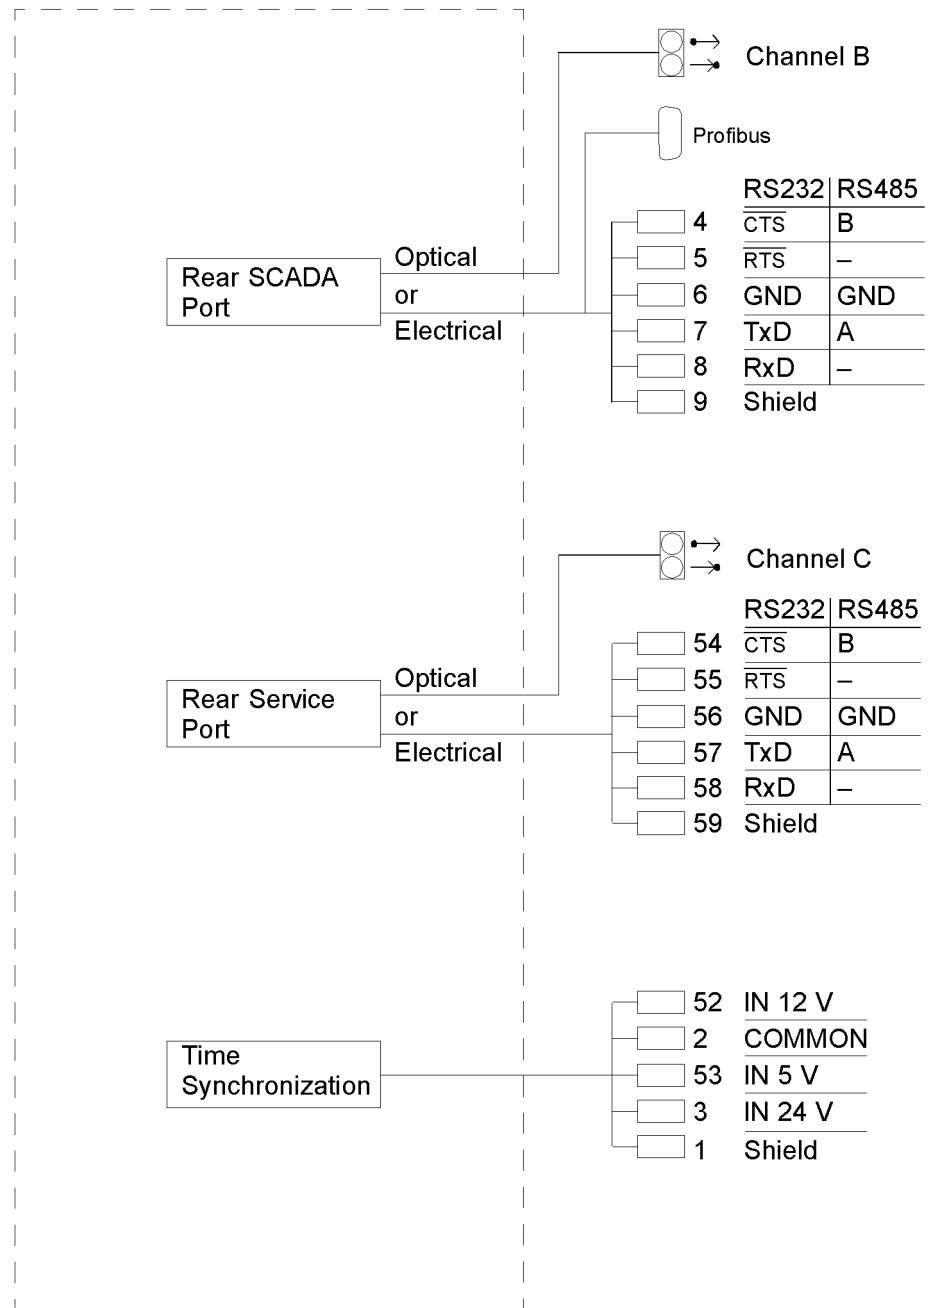 Channel B
Profibus
RS232 RS485
4 CTS B
5 RTS –
6 GND GND
7 TxD A
8 RxD –
9 Shield
Rear SCADA
Port
Optical
or
Electrical
Channel C
RS232 RS485
54 CTS B
55 RTS –
56 GND GND
57 TxD A
58 RxD –
59 Shield
Rear Service
Port
Optical
or
Electrical
52 IN 12 V
2 COMMON
53 IN 5 V
3 IN 24 V
1 Shield
Time
Synchronization